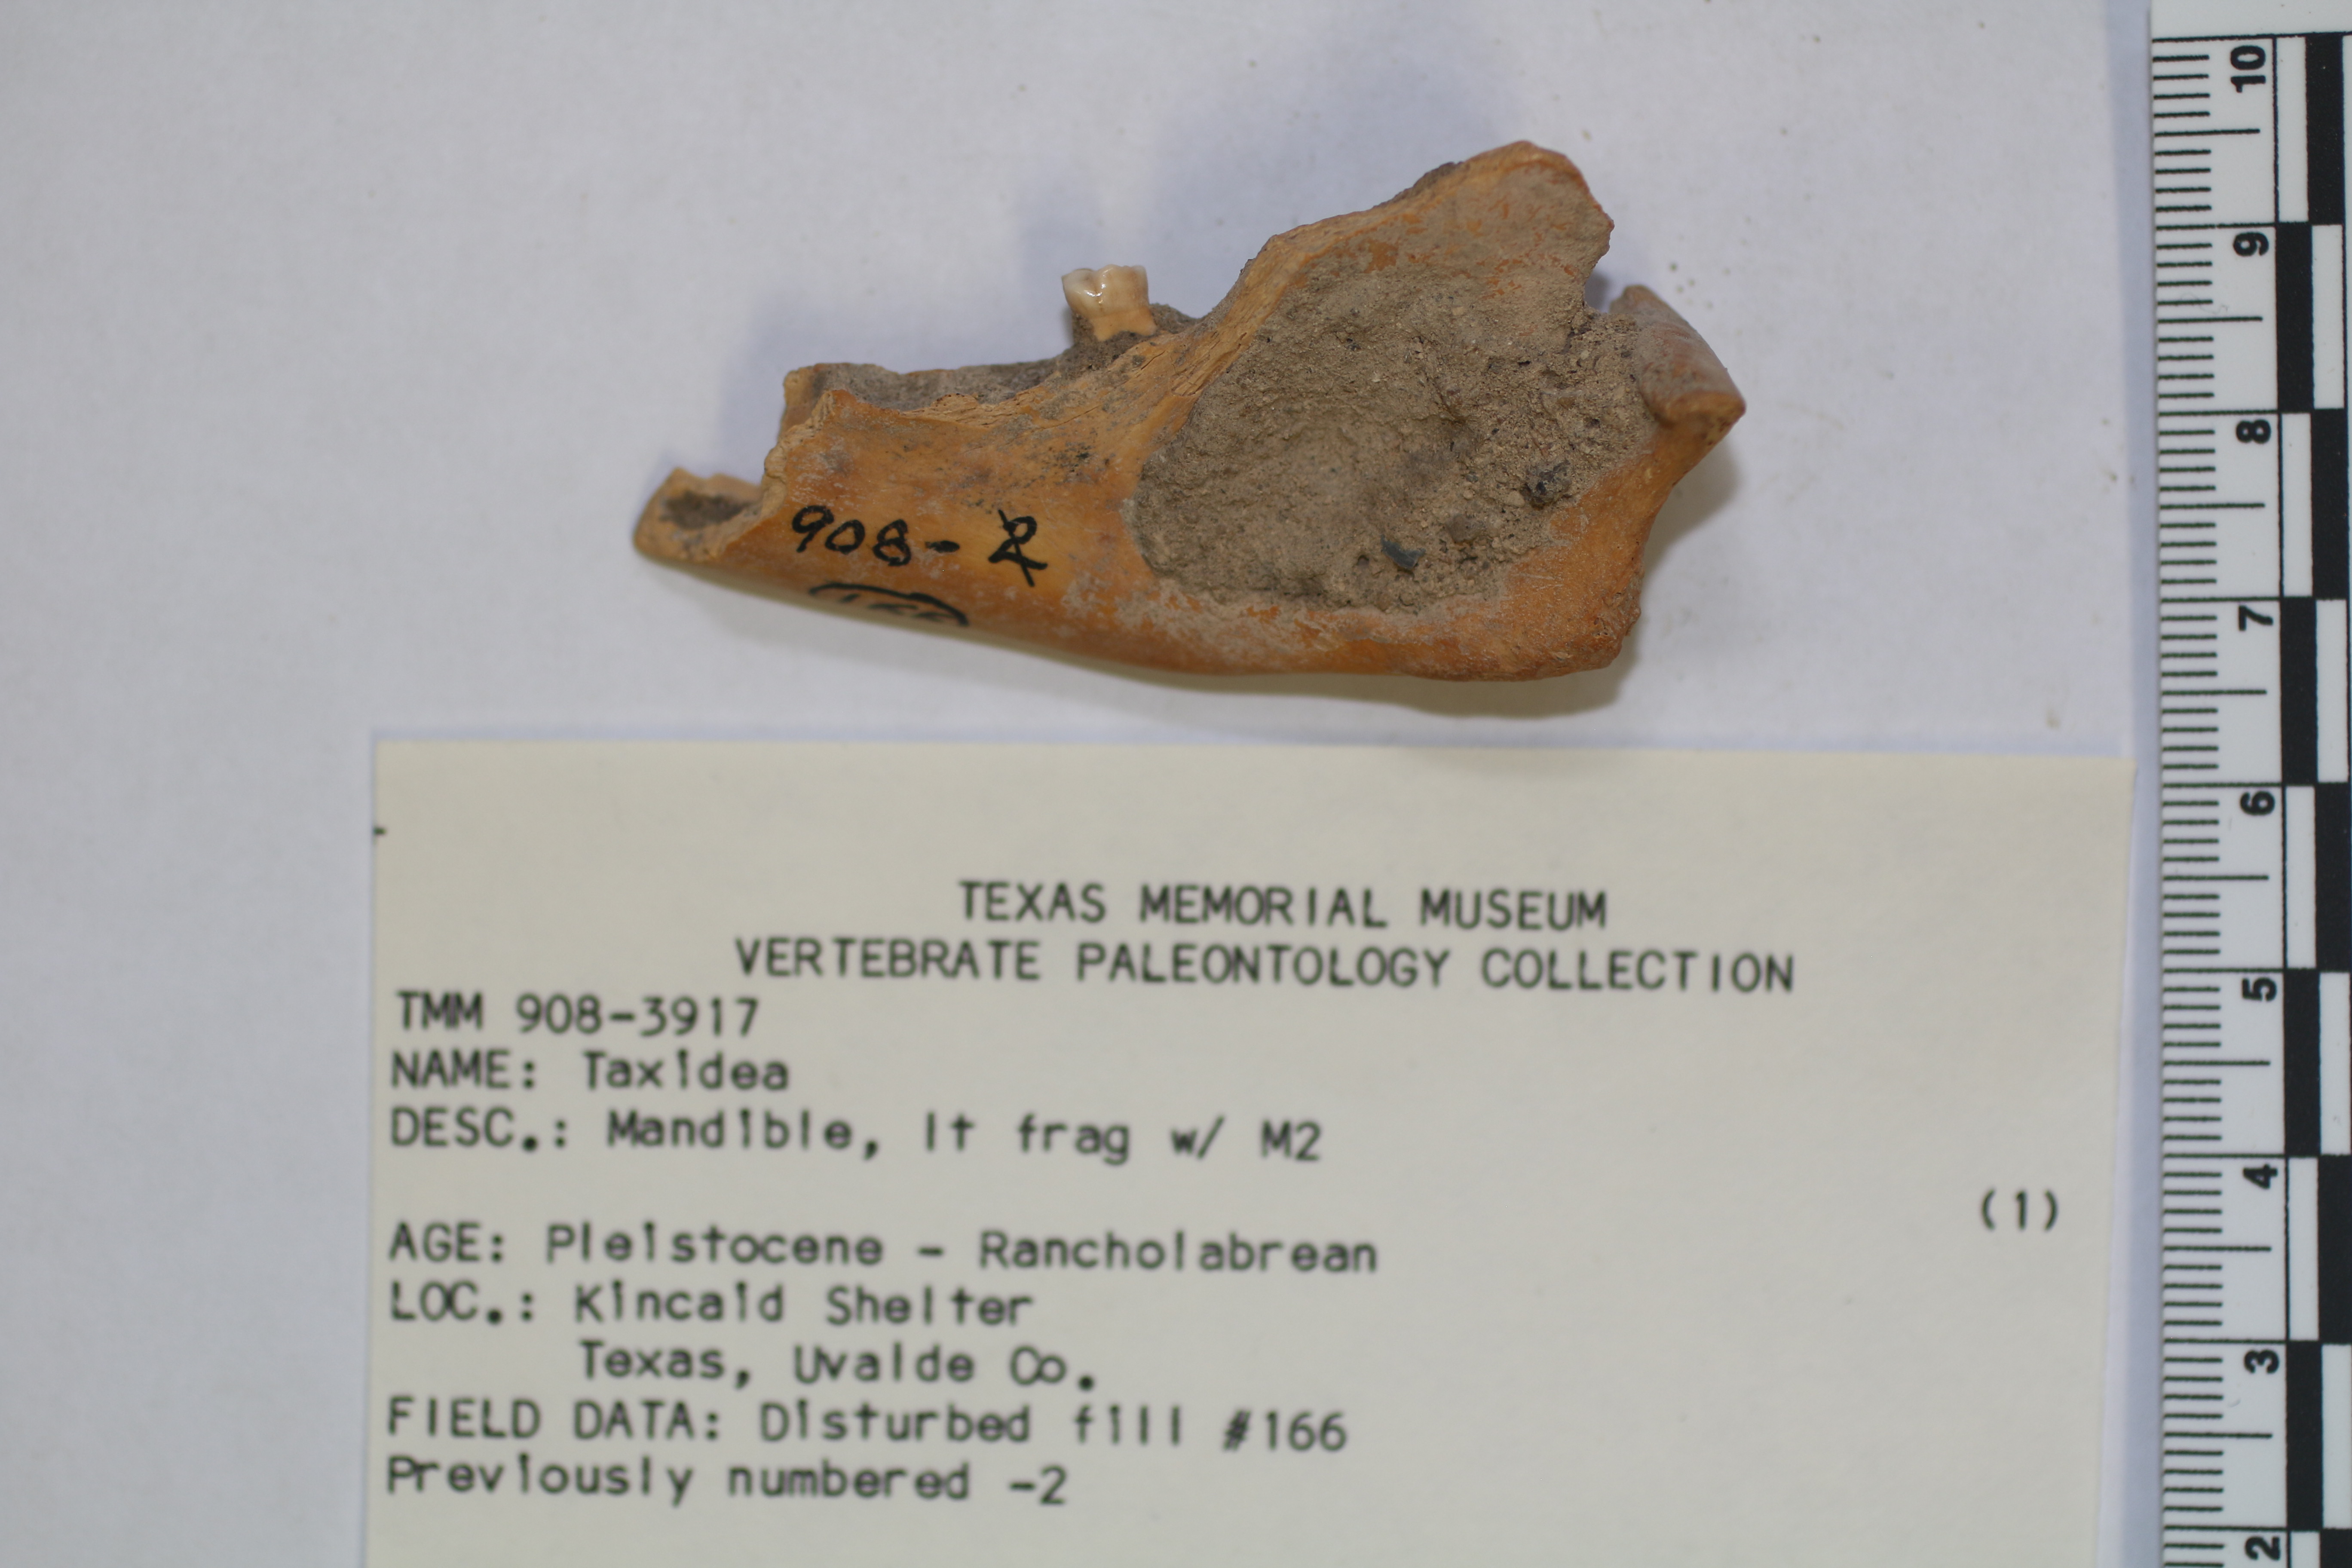 908-2
166
TEXAS MEMORIAL MUSEUM
VERTEBRATE PALEONTOLOGY COLLECTION
TMM 908-3917
NAME: Taxidea
DESC.: Mandible, lt frag w/ M2
(1)
AGE: Pleistocene - Rancholabrean
LOC.: Kincaid Shelter
Texas, Uvalde Co.
FIELD DATA: Disturbed fill #166
Previously numbered -2
10
9
8
7
6
5
4
3
2